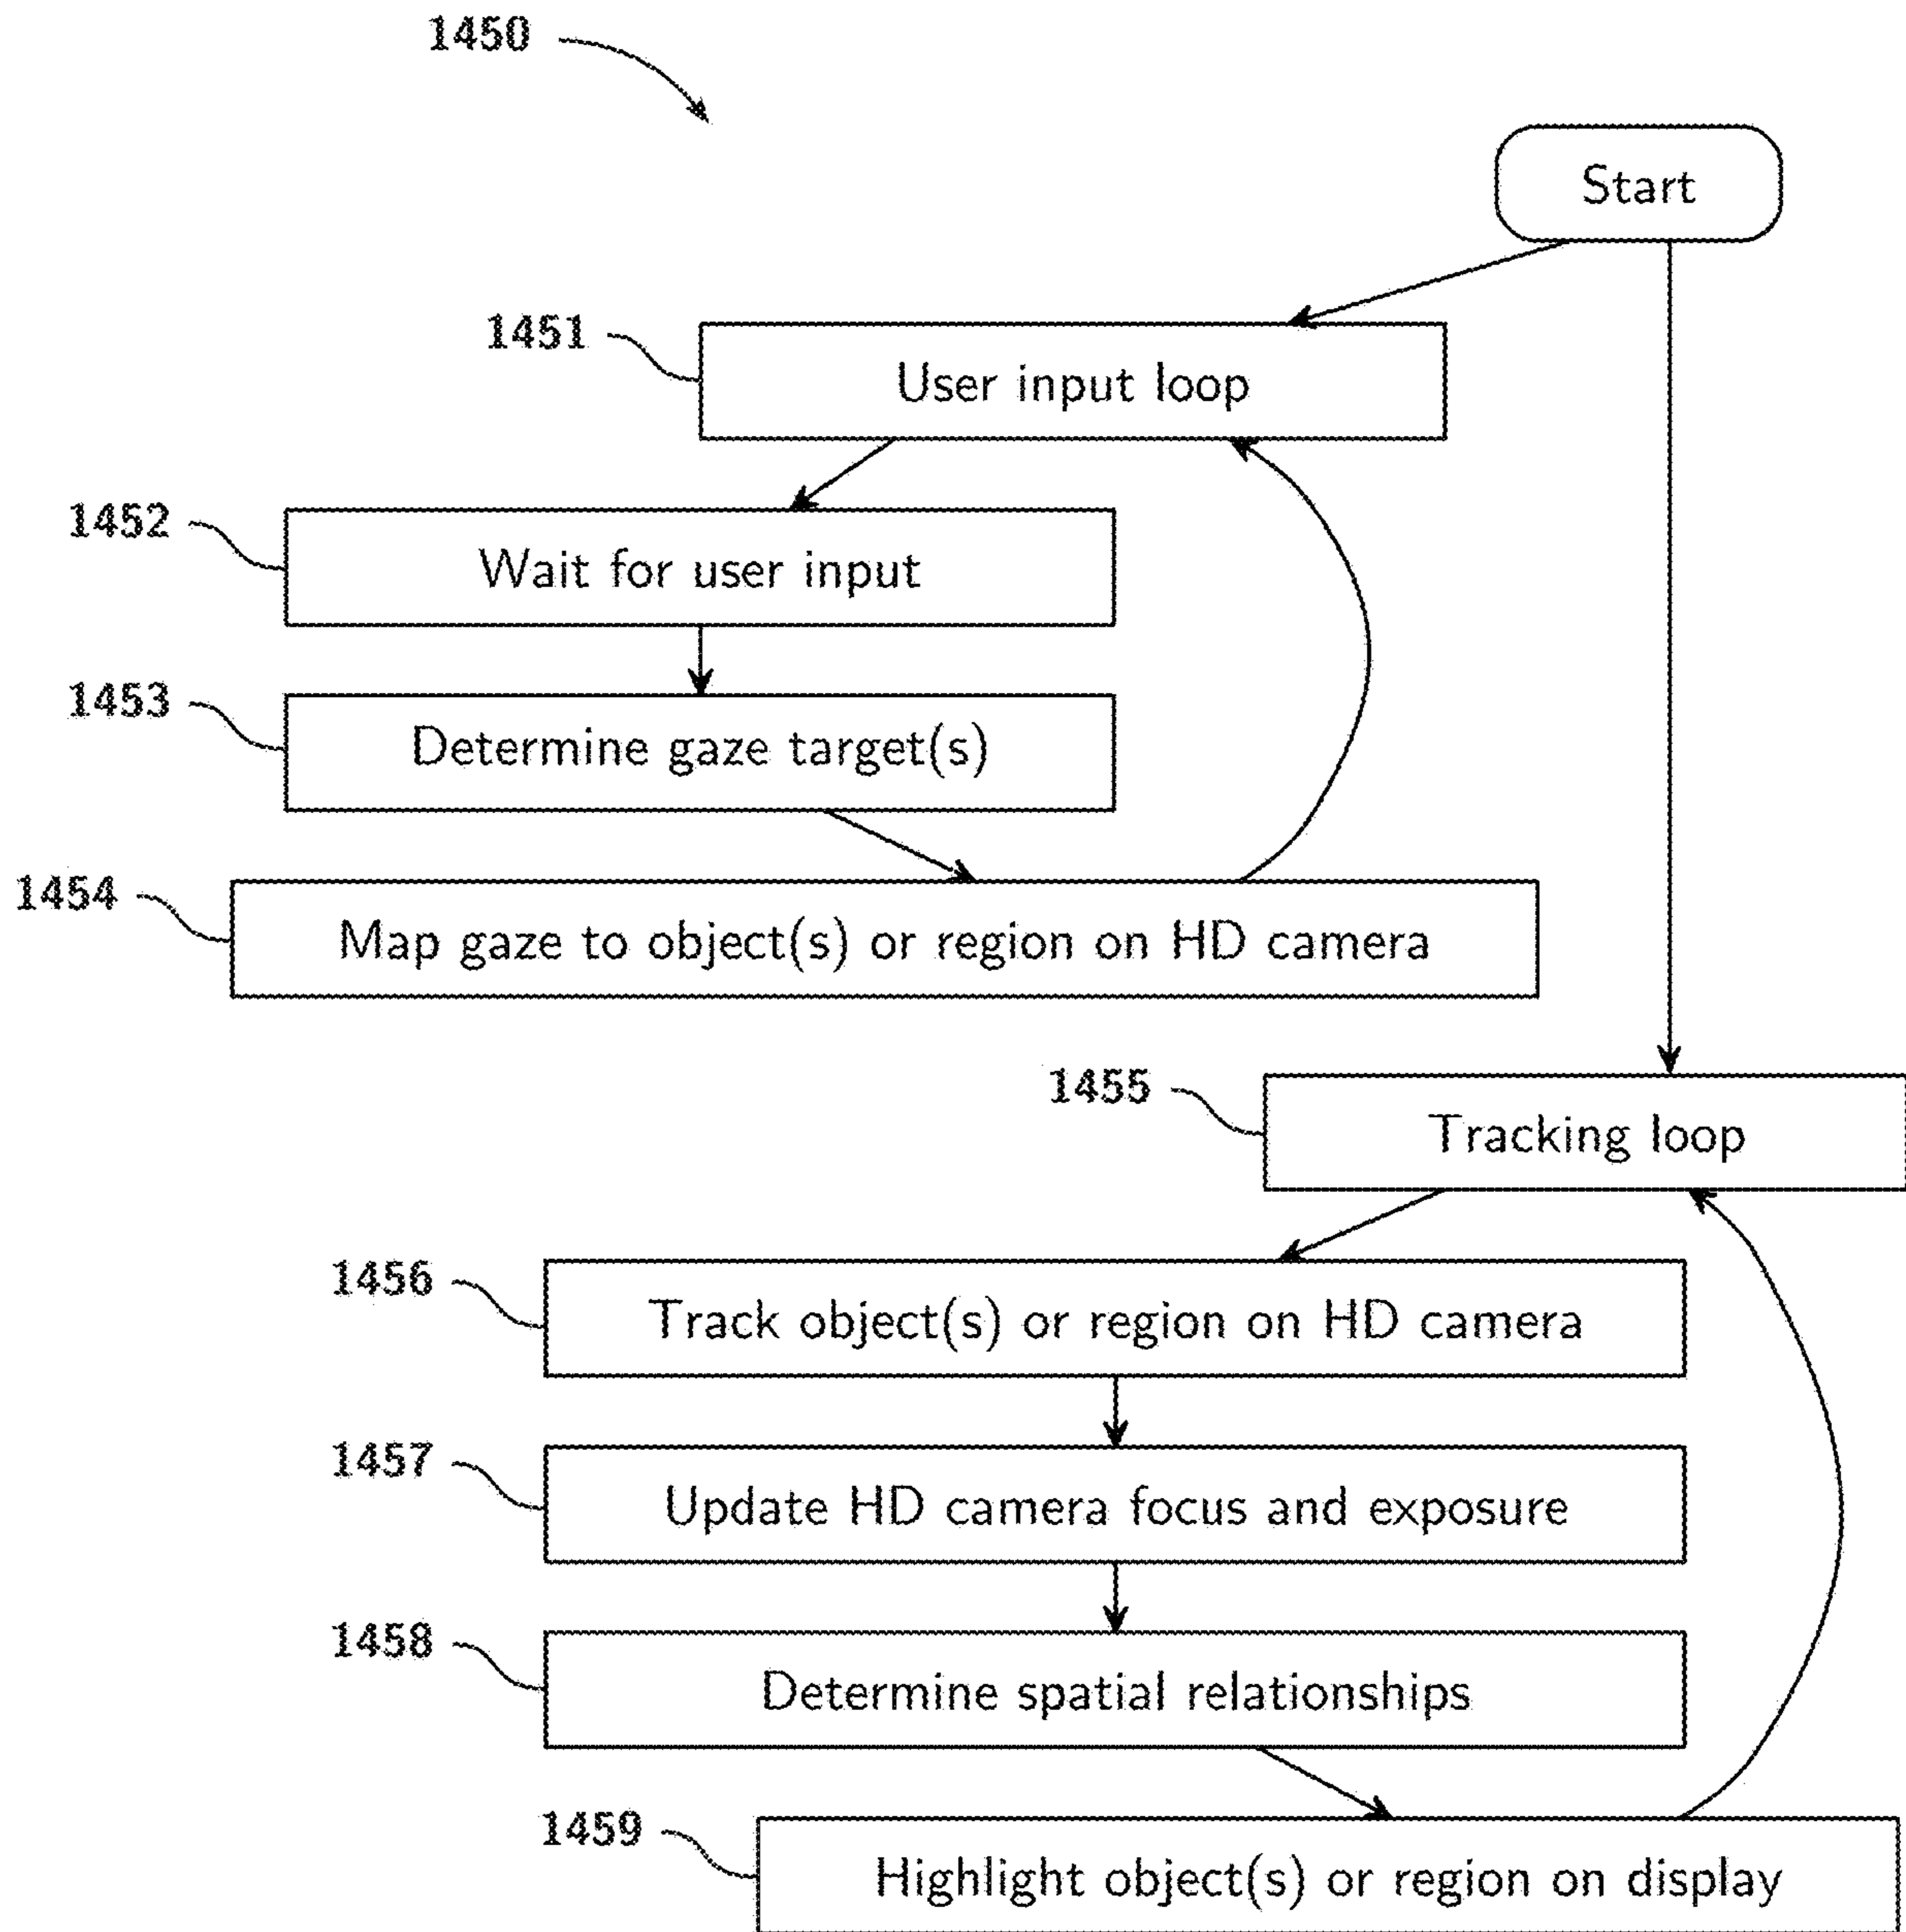 1450
Start
1451
User input loop
1452
Wait for user input
1453
Determine gaze target(s)
1454
Map gaze to object(s) or region on HD camera
1455
Tracking loop
1456
Track object(s) or region on HD camera
1457
Update HD camera focus and exposure
1458
Determine spatial relationships
1459
Highlight object(s) or region on display